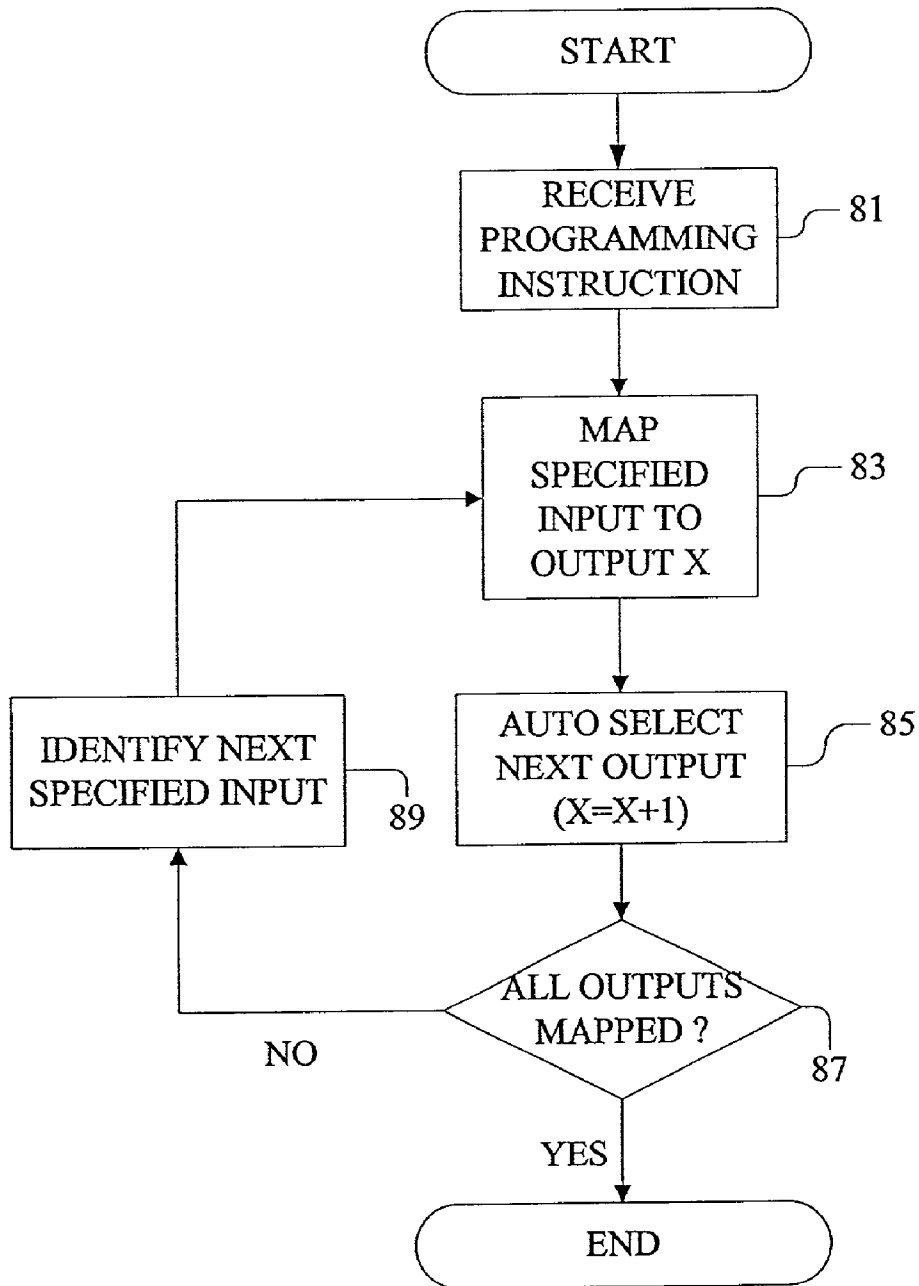 START
RECEIVE
PROGRAMMING
INSTRUCTION
81
MAP
SPECIFIED
INPUT TO
OUTPUT X
83
AUTO SELECT
NEXT OUTPUT
(X=X+1)
85
IDENTIFY NEXT
SPECIFIED INPUT
89
ALL OUTPUTS
MAPPED ?
87
NO
YES
END